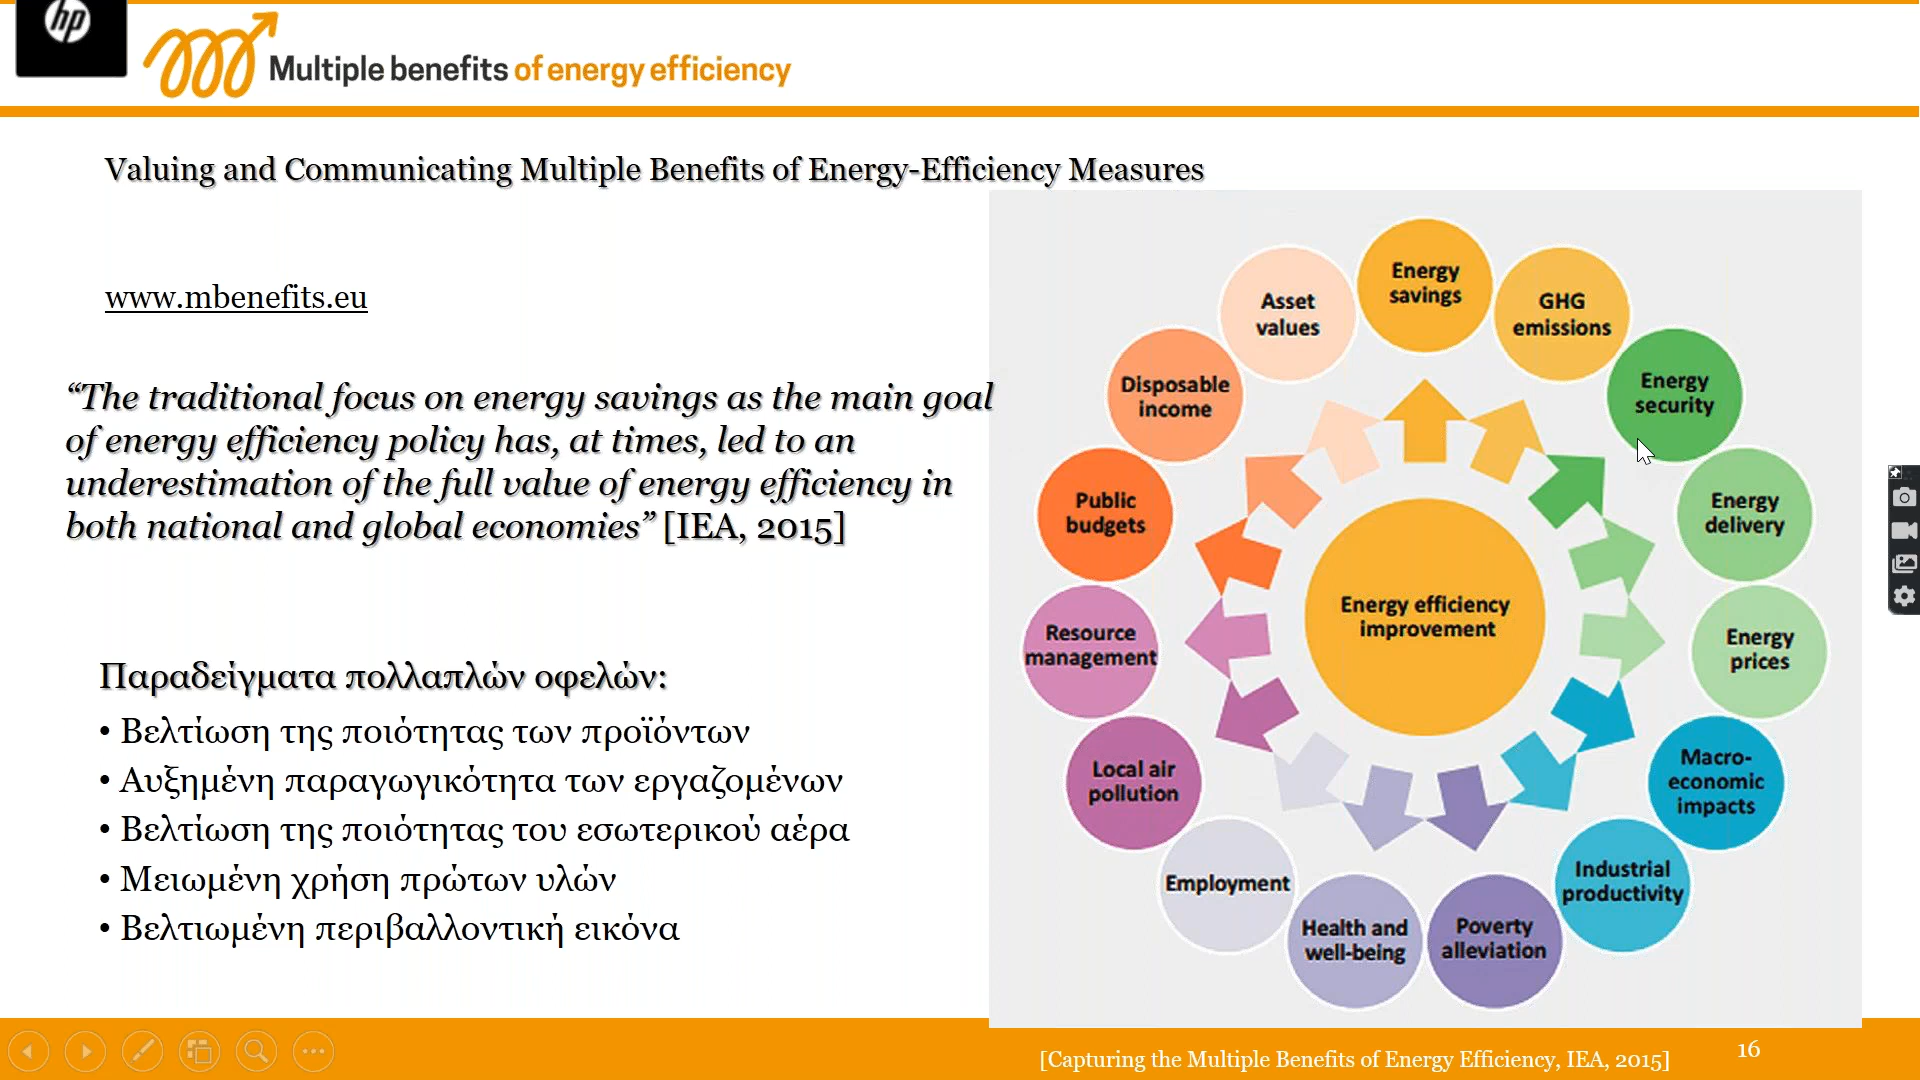 hp
Multiple benefits of energy efficiency
Valuing and Communicating Multiple Benefits of Energy-Efficiency Measures
www.mbenefits.eu
“The traditional focus on energy savings as the main goal
of energy efficiency policy has, at times, led to an
underestimation of the full value of energy efficiency in
both national and global economies” [IEA, 2015]
Παραδείγματα πολλαπλών οφελών:
• Βελτίωση της ποιότητας των προϊόντων
• Αυξημένη παραγωγικότητα των εργαζομένων
• Βελτίωση της ποιότητας του εσωτερικού αέρα
• Μειωμένη χρήση πρώτων υλών
• Βελτιωμένη περιβαλλοντική εικόνα
Energy
savings
GHG
emissions
Energy
security
Energy
delivery
Energy
prices
Macro-
economic
impacts
Industrial
productivity
Poverty
alleviation
Health and
well-being
Employment
Local air
pollution
Resource
management
Public
budgets
Disposable
income
Asset
values
Energy efficiency
improvement
[Capturing the Multiple Benefits of Energy Efficiency, IEA, 2015]
16